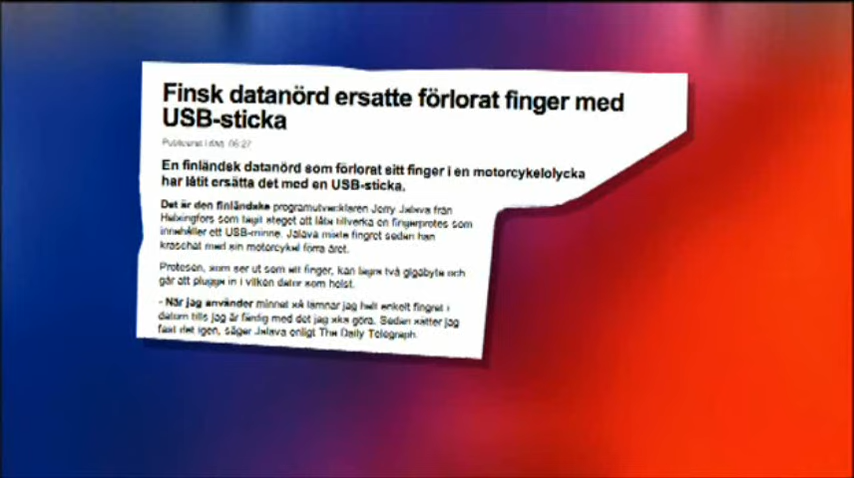 Finsk datanörd ersatte förlorat finger med
USB-sticka
Publicerat i dag 06:27
En finländsk datanörd som förlorat sitt finger i en motorcykelolycka
har låtit ersätta det med en USB-sticka.
Det är den finländske programutvecklaren Jerry Jalava från
Helsingfors som tagit steget att låta tillverka en fingerprotes som
innehåller ett USB-minne. Jalava miste fingret sedan han
kraschat med sin motorcykel förra året.
Protesen, som ser ut som ett finger, kan lagra två gigabyte och
går att plugga in i vilken dator som helst.
- När jag använder minnet så lämnar jag helt enkelt fingret i
datorn tills jag är färdig med det jag ska göra. Sedan sätter jag
fast det igen, säger Jalava enligt The Daily Telegraph.